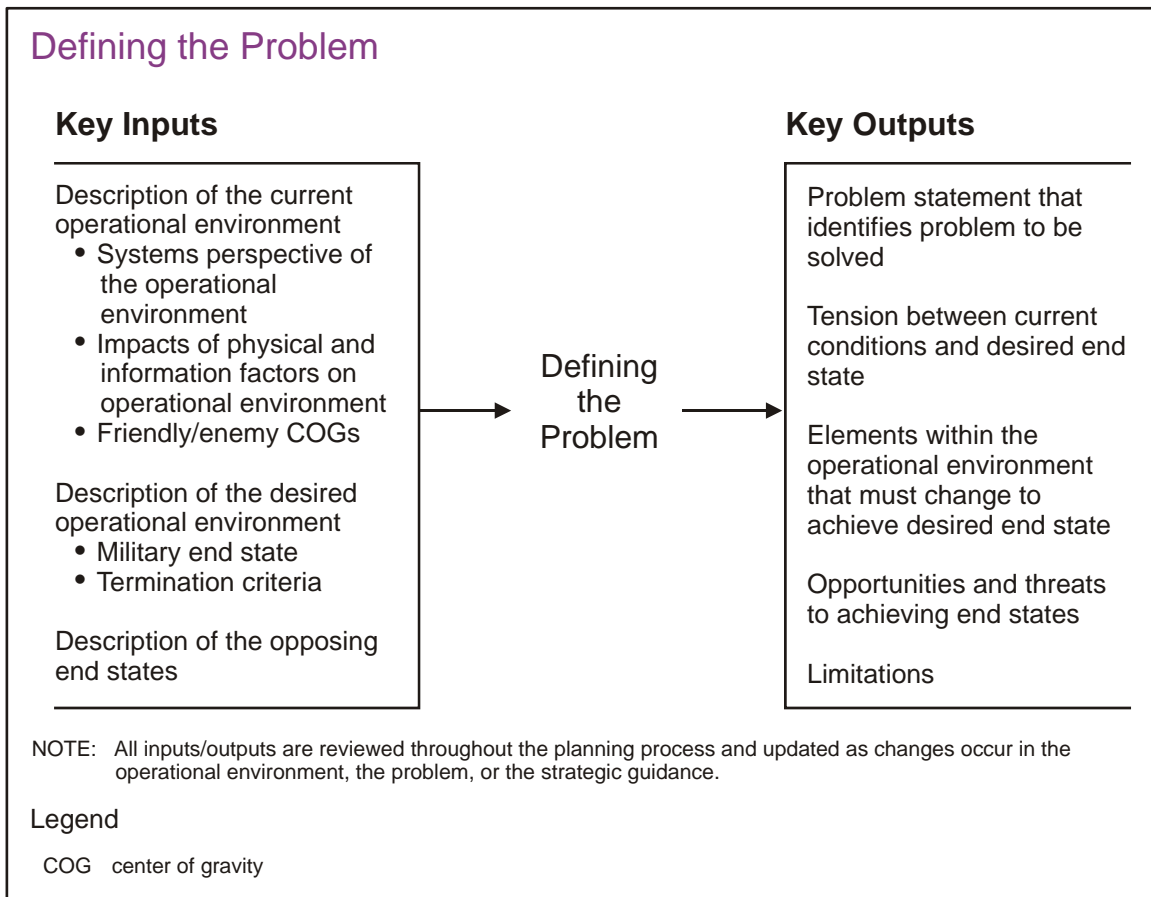 Defining the Problem
Key Inputs
Description of the current
operational environment
• Systems perspective of
the operational
environment
• Impacts of physical and
information factors on
operational environment
• Friendly/enemy COGs
Description of the desired
operational environment
• Military end state
• Termination criteria
Description of the opposing
end states
Defining
the
Problem
Key Outputs
Problem statement that
identifies problem to be
solved
Tension between current
conditions and desired end
state
Elements within the
operational environment
that must change to
achieve desired end state
Opportunities and threats
to achieving end states
Limitations
NOTE: All inputs/outputs are reviewed throughout the planning process and updated as changes occur in the
operational environment, the problem, or the strategic guidance.
Legend
COG center of gravity